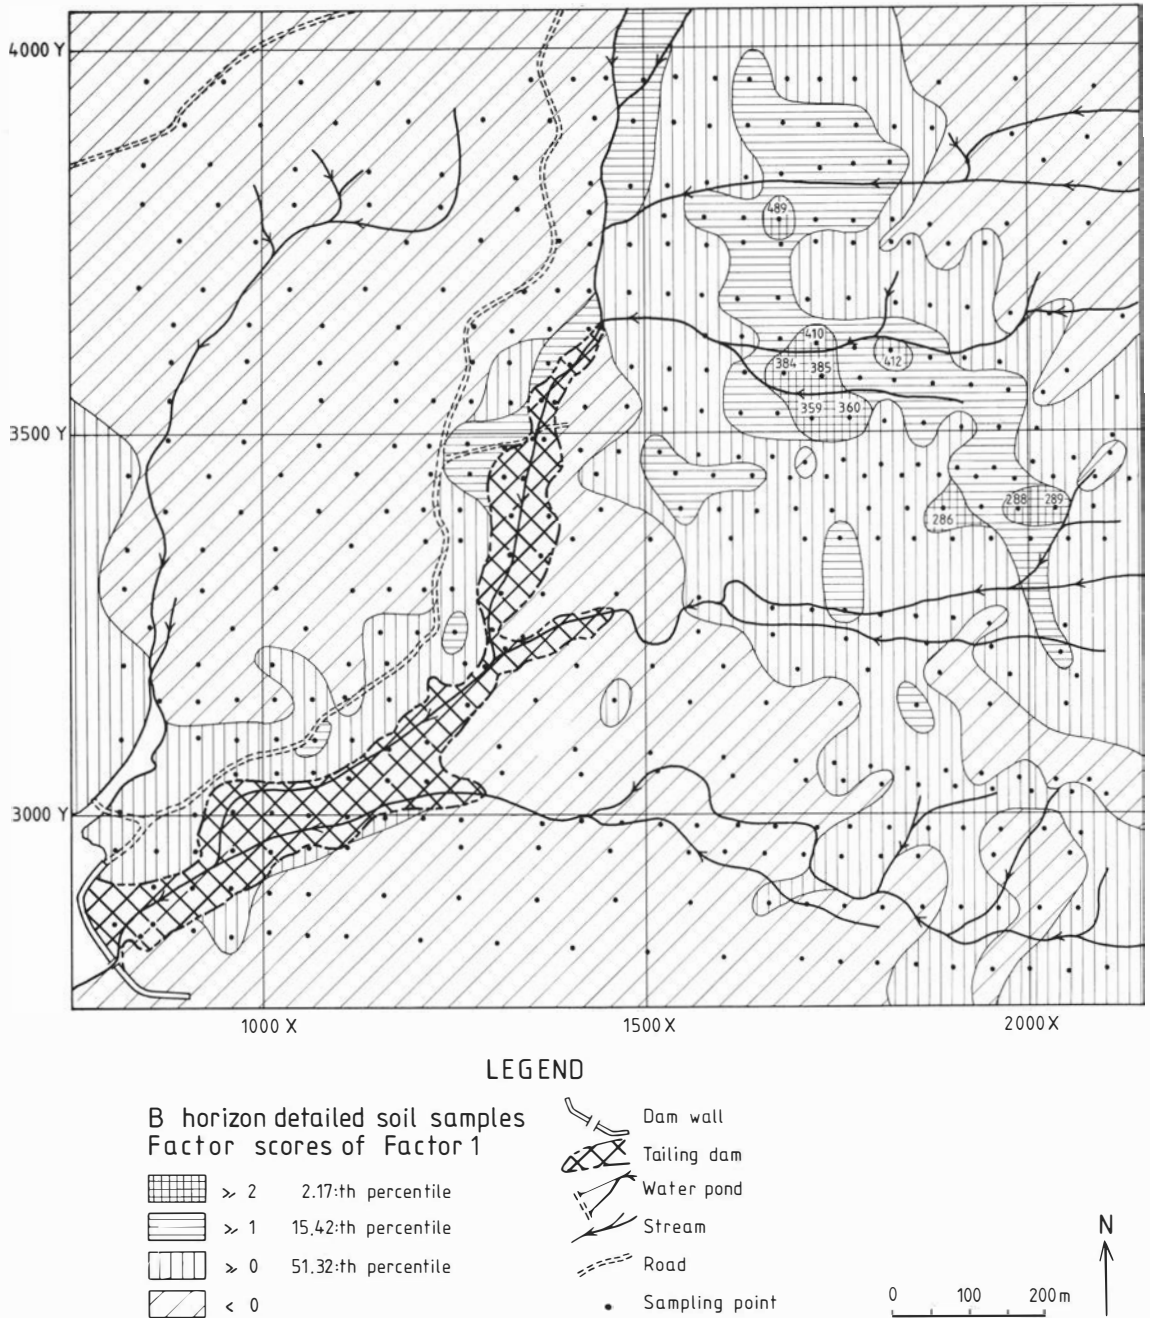 4000 Y
489
410
384 385 412
359 360
3500 Y
288 289
286
3000 Y
1000 X 1500 X 2000 X
LEGEND
B horizon detailed soil samples
Factor scores of Factor 1
⩾ 2 2.17:th percentile
⩾ 1 15,42:th percentile
⩾ 0 51.32:th percentile
< 0
Dam wall
Tailing dam
Water pond
Stream
Road
Sampling point
N
0 100 200 m